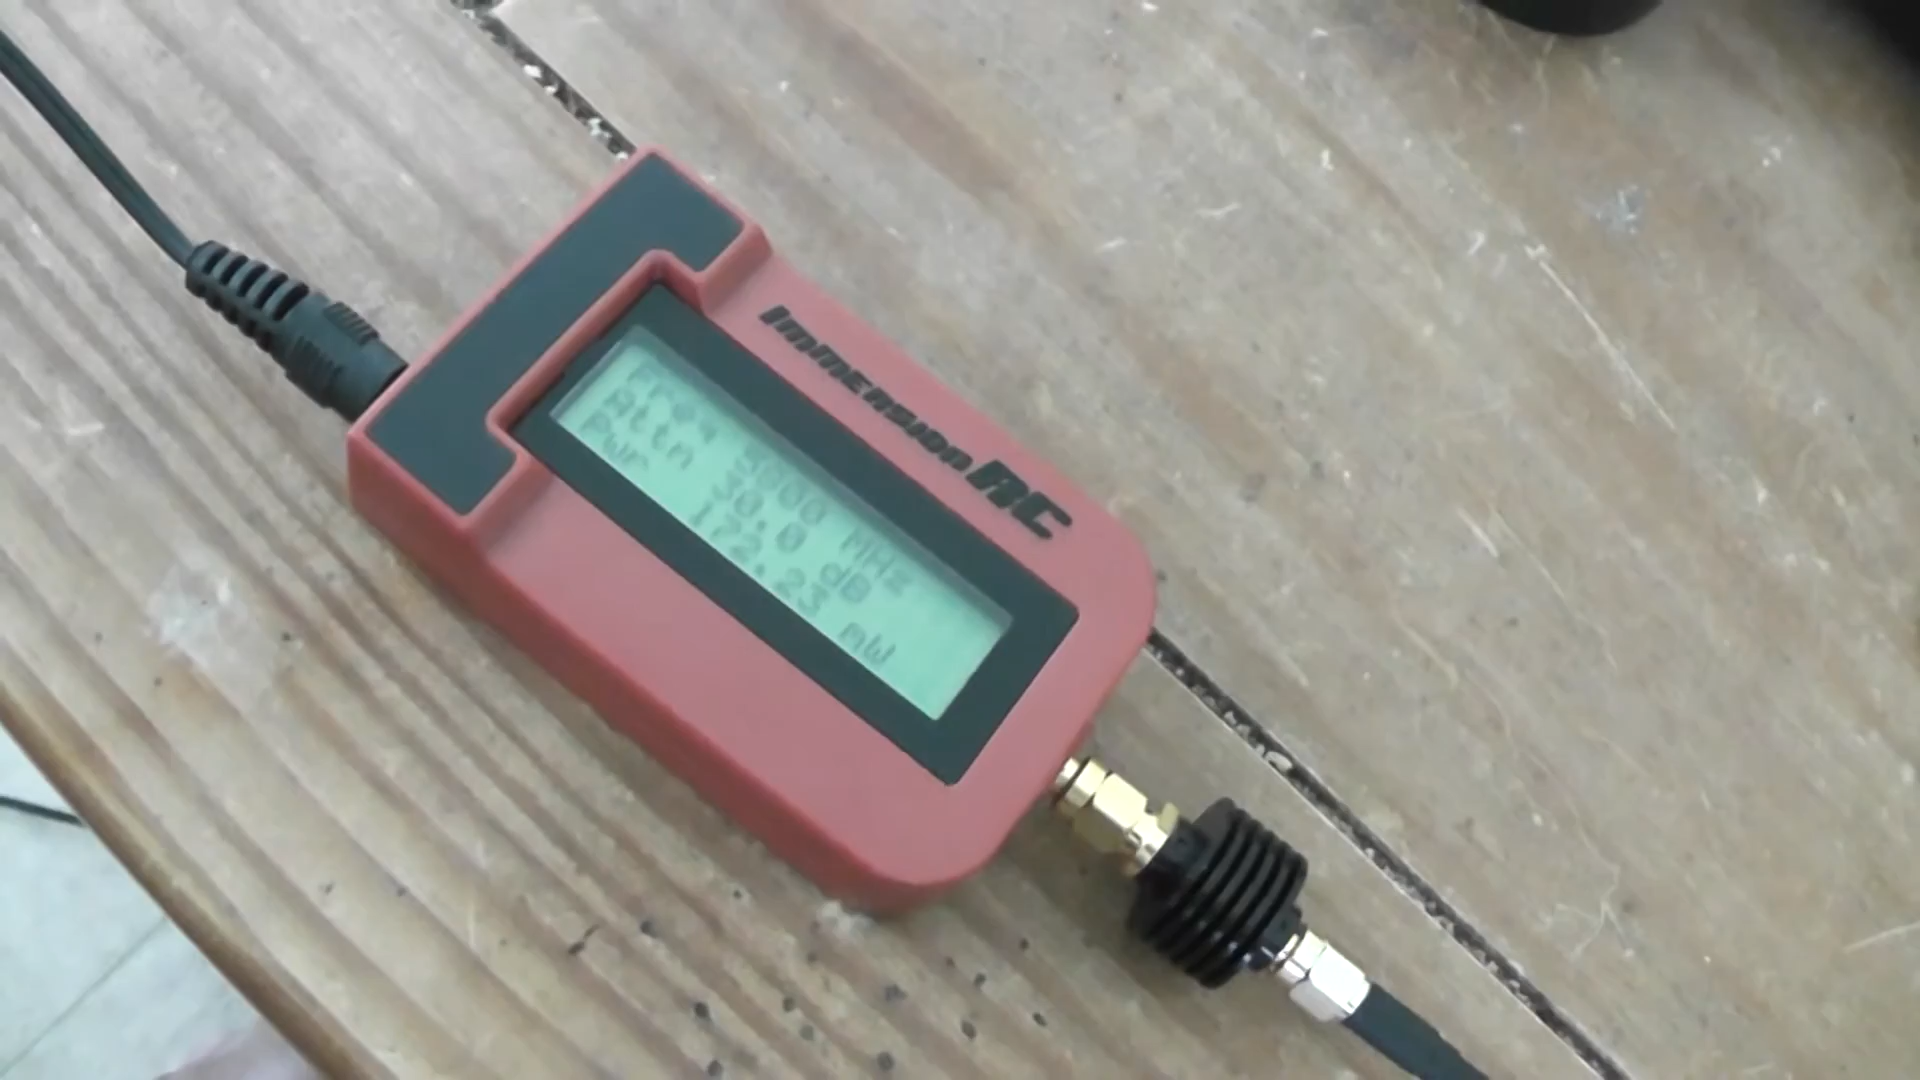 ImmersionRC
Freq 5800 MHz
Attn 30.0 dB
Pwr 172.23 mW